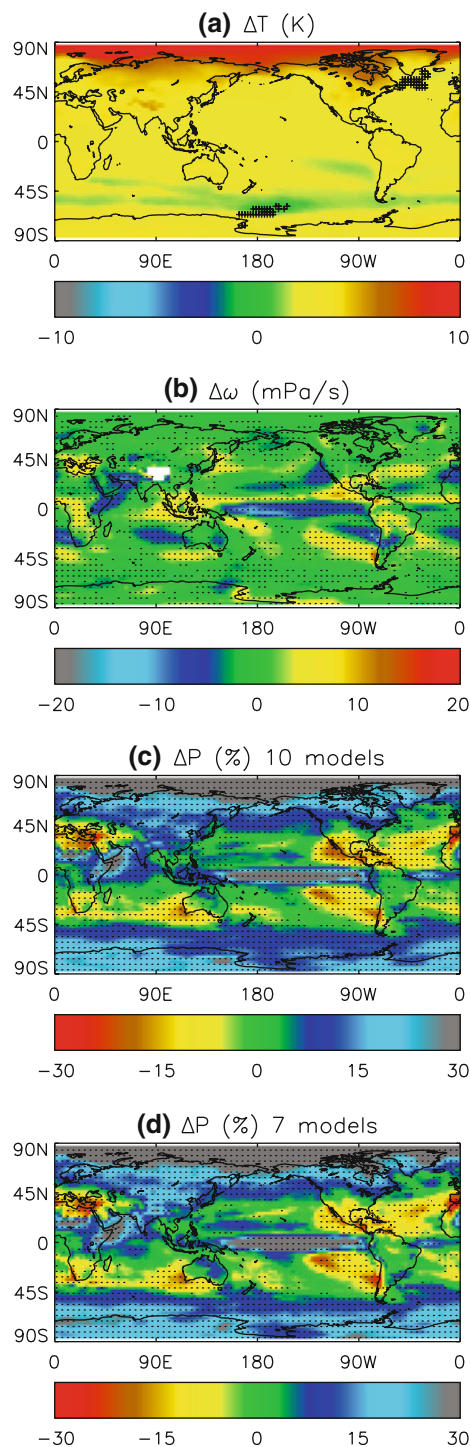 (a) ΔT (K)
90N
45N
0
45S
90S
0 90E 180 90W 0
−10 0 10
(b) Δω (mPa/s)
90N
45N
0
45S
90S
0 90E 180 90W 0
−20 −10 0 10 20
(c) ΔP (%) 10 models
90N
45N
0
45S
90S
0 90E 180 90W 0
−30 −15 0 15 30
(d) ΔP (%) 7 models
90N
45N
0
45S
90S
0 90E 180 90W 0
−30 −15 0 15 30